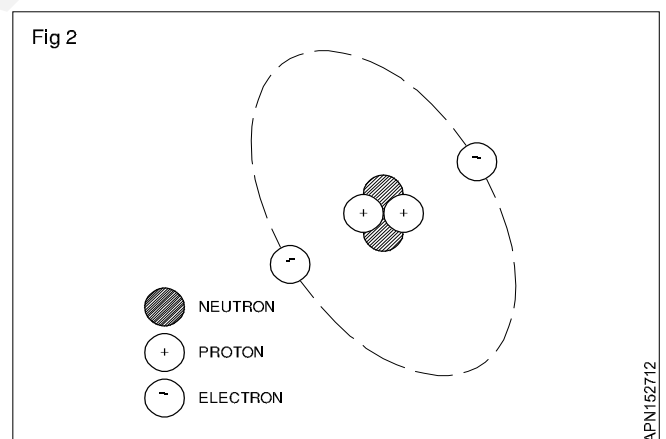 Fig 2
-
+ +
-
NEUTRON
+ PROTON
- ELECTRON
APN152712